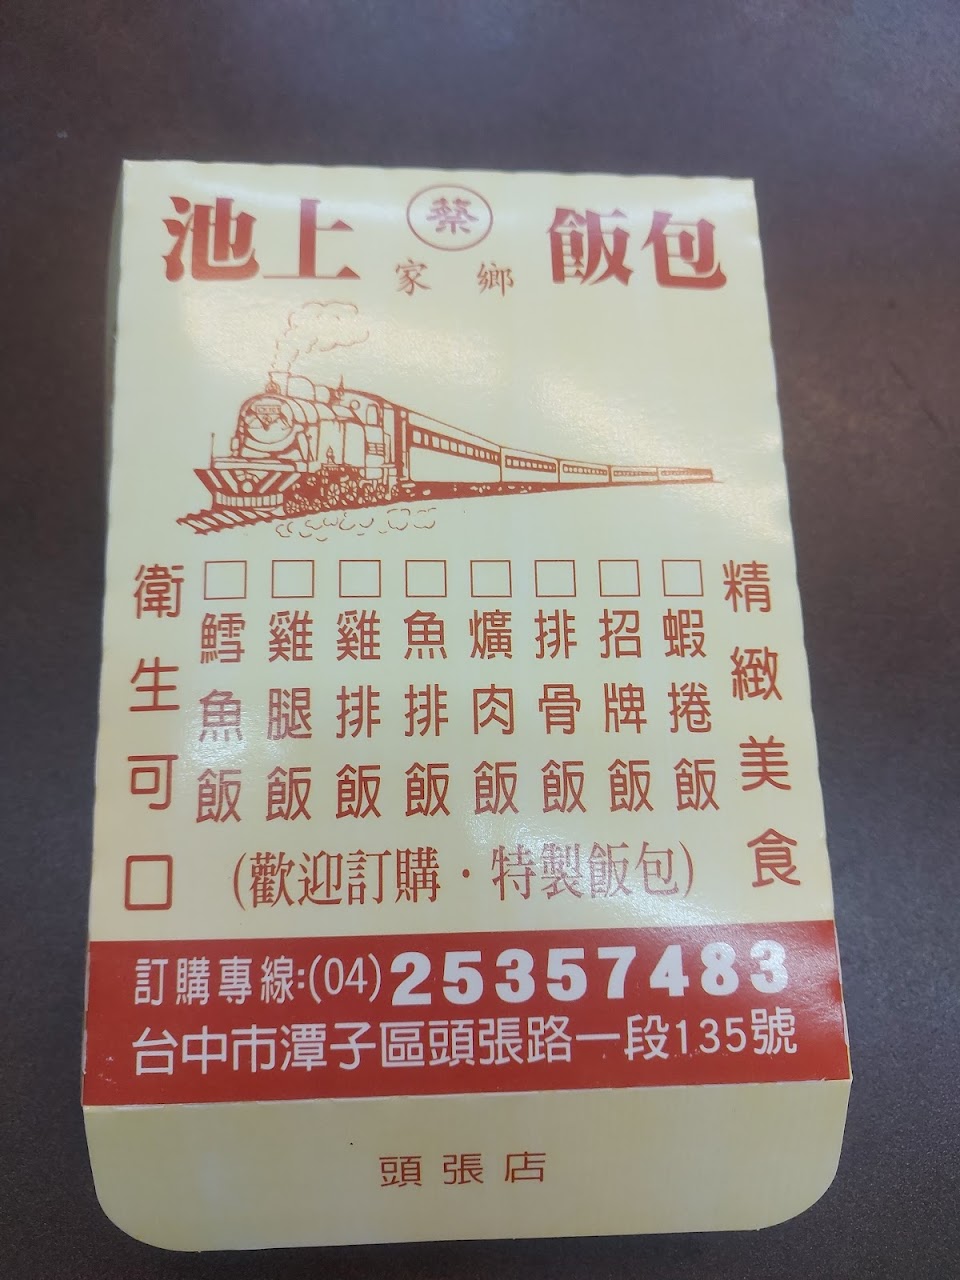 池上 蔡 飯包
家鄉
衛生可口
鱈魚飯
雞腿飯
雞排飯
魚排飯
爌肉飯
排骨飯
招牌飯
蝦捲飯
精緻美食
(歡迎訂購·特製飯包)
訂購專線:(04)25357483
台中市潭子區頭張路一段135號
頭張店